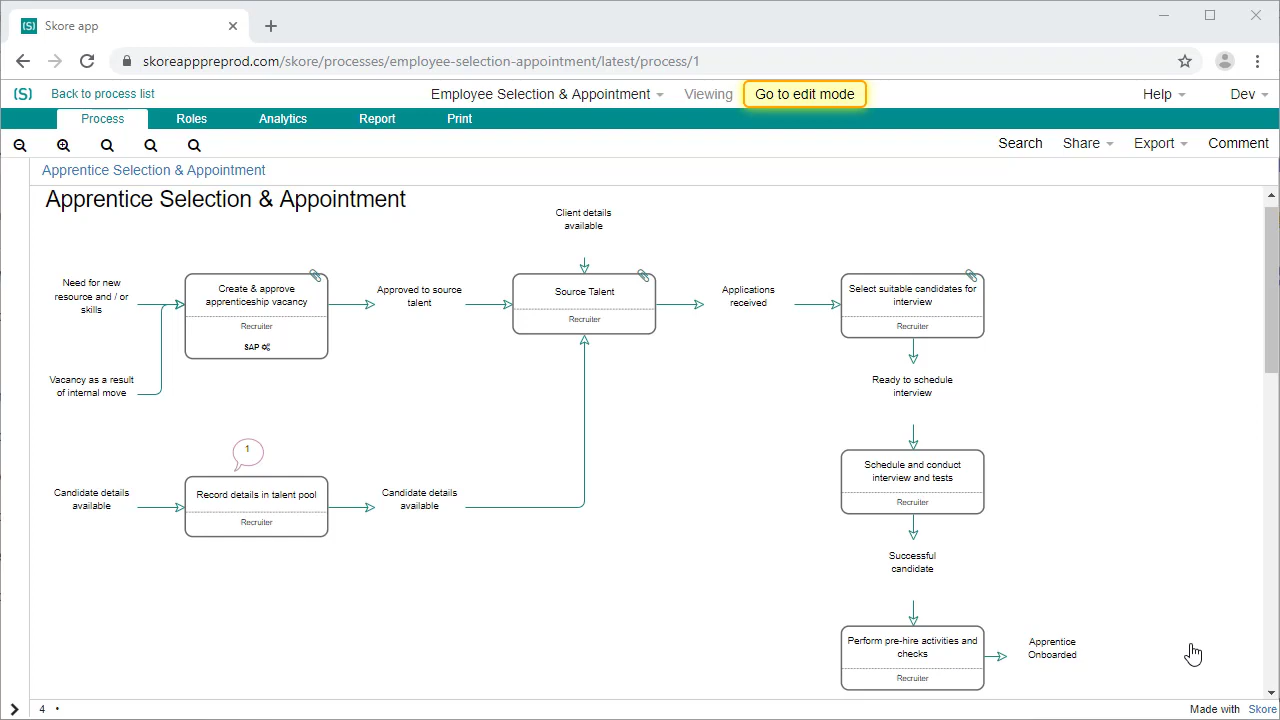 Skore app
skoreapppreprod.com/skore/processes/employee-selection-appointment/latest/process/1
(S) Back to process list Employee Selection & Appointment Viewing Go to edit mode Help Dev
Process Roles Analytics Report Print
Search Share Export Comment
Apprentice Selection & Appointment
Apprentice Selection & Appointment
Client details
available
Need for new
resource and / or
skills
Create & approve
apprenticeship vacancy
Recruiter
SAP
Approved to source
talent
Source Talent
Recruiter
Applications
received
Select suitable candidates for
interview
Recruiter
Vacancy as a result
of internal move
Ready to schedule
interview
1
Candidate details
available
Record details in talent pool
Recruiter
Candidate details
available
Schedule and conduct
interview and tests
Recruiter
Successful
candidate
Perform pre-hire activities and
checks
Recruiter
Apprentice
Onboarded
4 • Made with Skore